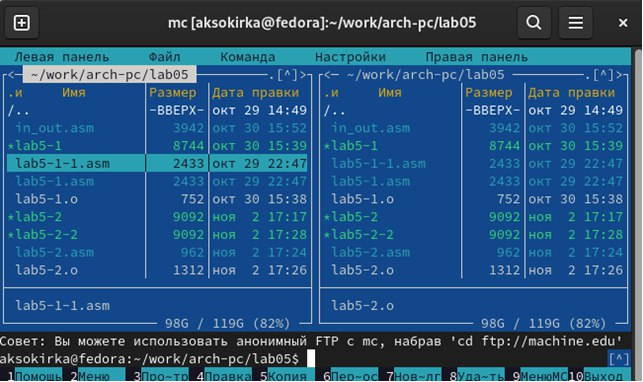 mc [aksokirka@fedora]:~/work/arch-pc/lab05
Левая панель Файл Команда Настройки Правая панель
<─ ~/work/arch-pc/lab05 ─.[^]> <─ ~/work/arch-pc/lab05 ─.[^]>
.и Имя Размер Дата правки .и Имя Размер Дата правки
/.. -ВВЕРХ- окт 29 14:49 /.. -ВВЕРХ- окт 29 14:49
in_out.asm 3942 окт 30 15:52 in_out.asm 3942 окт 30 15:52
*lab5-1 8744 окт 30 15:39 *lab5-1 8744 окт 30 15:39
lab5-1-1.asm 2433 окт 29 22:47 lab5-1-1.asm 2433 окт 29 22:47
lab5-1.asm 2433 окт 29 22:47 lab5-1.asm 2433 окт 29 22:47
lab5-1.o 752 окт 30 15:38 lab5-1.o 752 окт 30 15:38
*lab5-2 9092 ноя 2 17:17 *lab5-2 9092 ноя 2 17:17
*lab5-2-2 9092 ноя 2 17:28 *lab5-2-2 9092 ноя 2 17:28
lab5-2.asm 962 ноя 2 17:24 lab5-2.asm 962 ноя 2 17:24
lab5-2.o 1312 ноя 2 17:26 lab5-2.o 1312 ноя 2 17:26
lab5-1-1.asm lab5-2.o
98G / 119G (82%) 98G / 119G (82%)
Совет: Вы можете использовать анонимный FTP с mc, набрав 'cd ftp://machine.edu'
aksokirka@fedora:~/work/arch-pc/lab05$ [^]
1Помощь 2Меню 3Про~тр 4Правка 5Копия 6Пер~ос 7Нов~лг 8Уда~ть 9МенюMC 10Выход